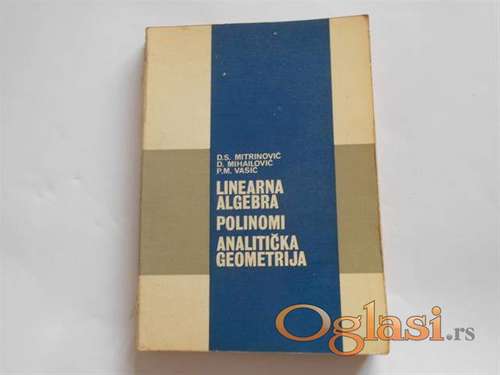 D.S. MITRINOVIĆ
D. MIHAILOVIĆ
P.M. VASIĆ
LINEARNA
ALGEBRA
POLINOMI
ANALITIČKA
GEOMETRIJA
Oglasi.rs